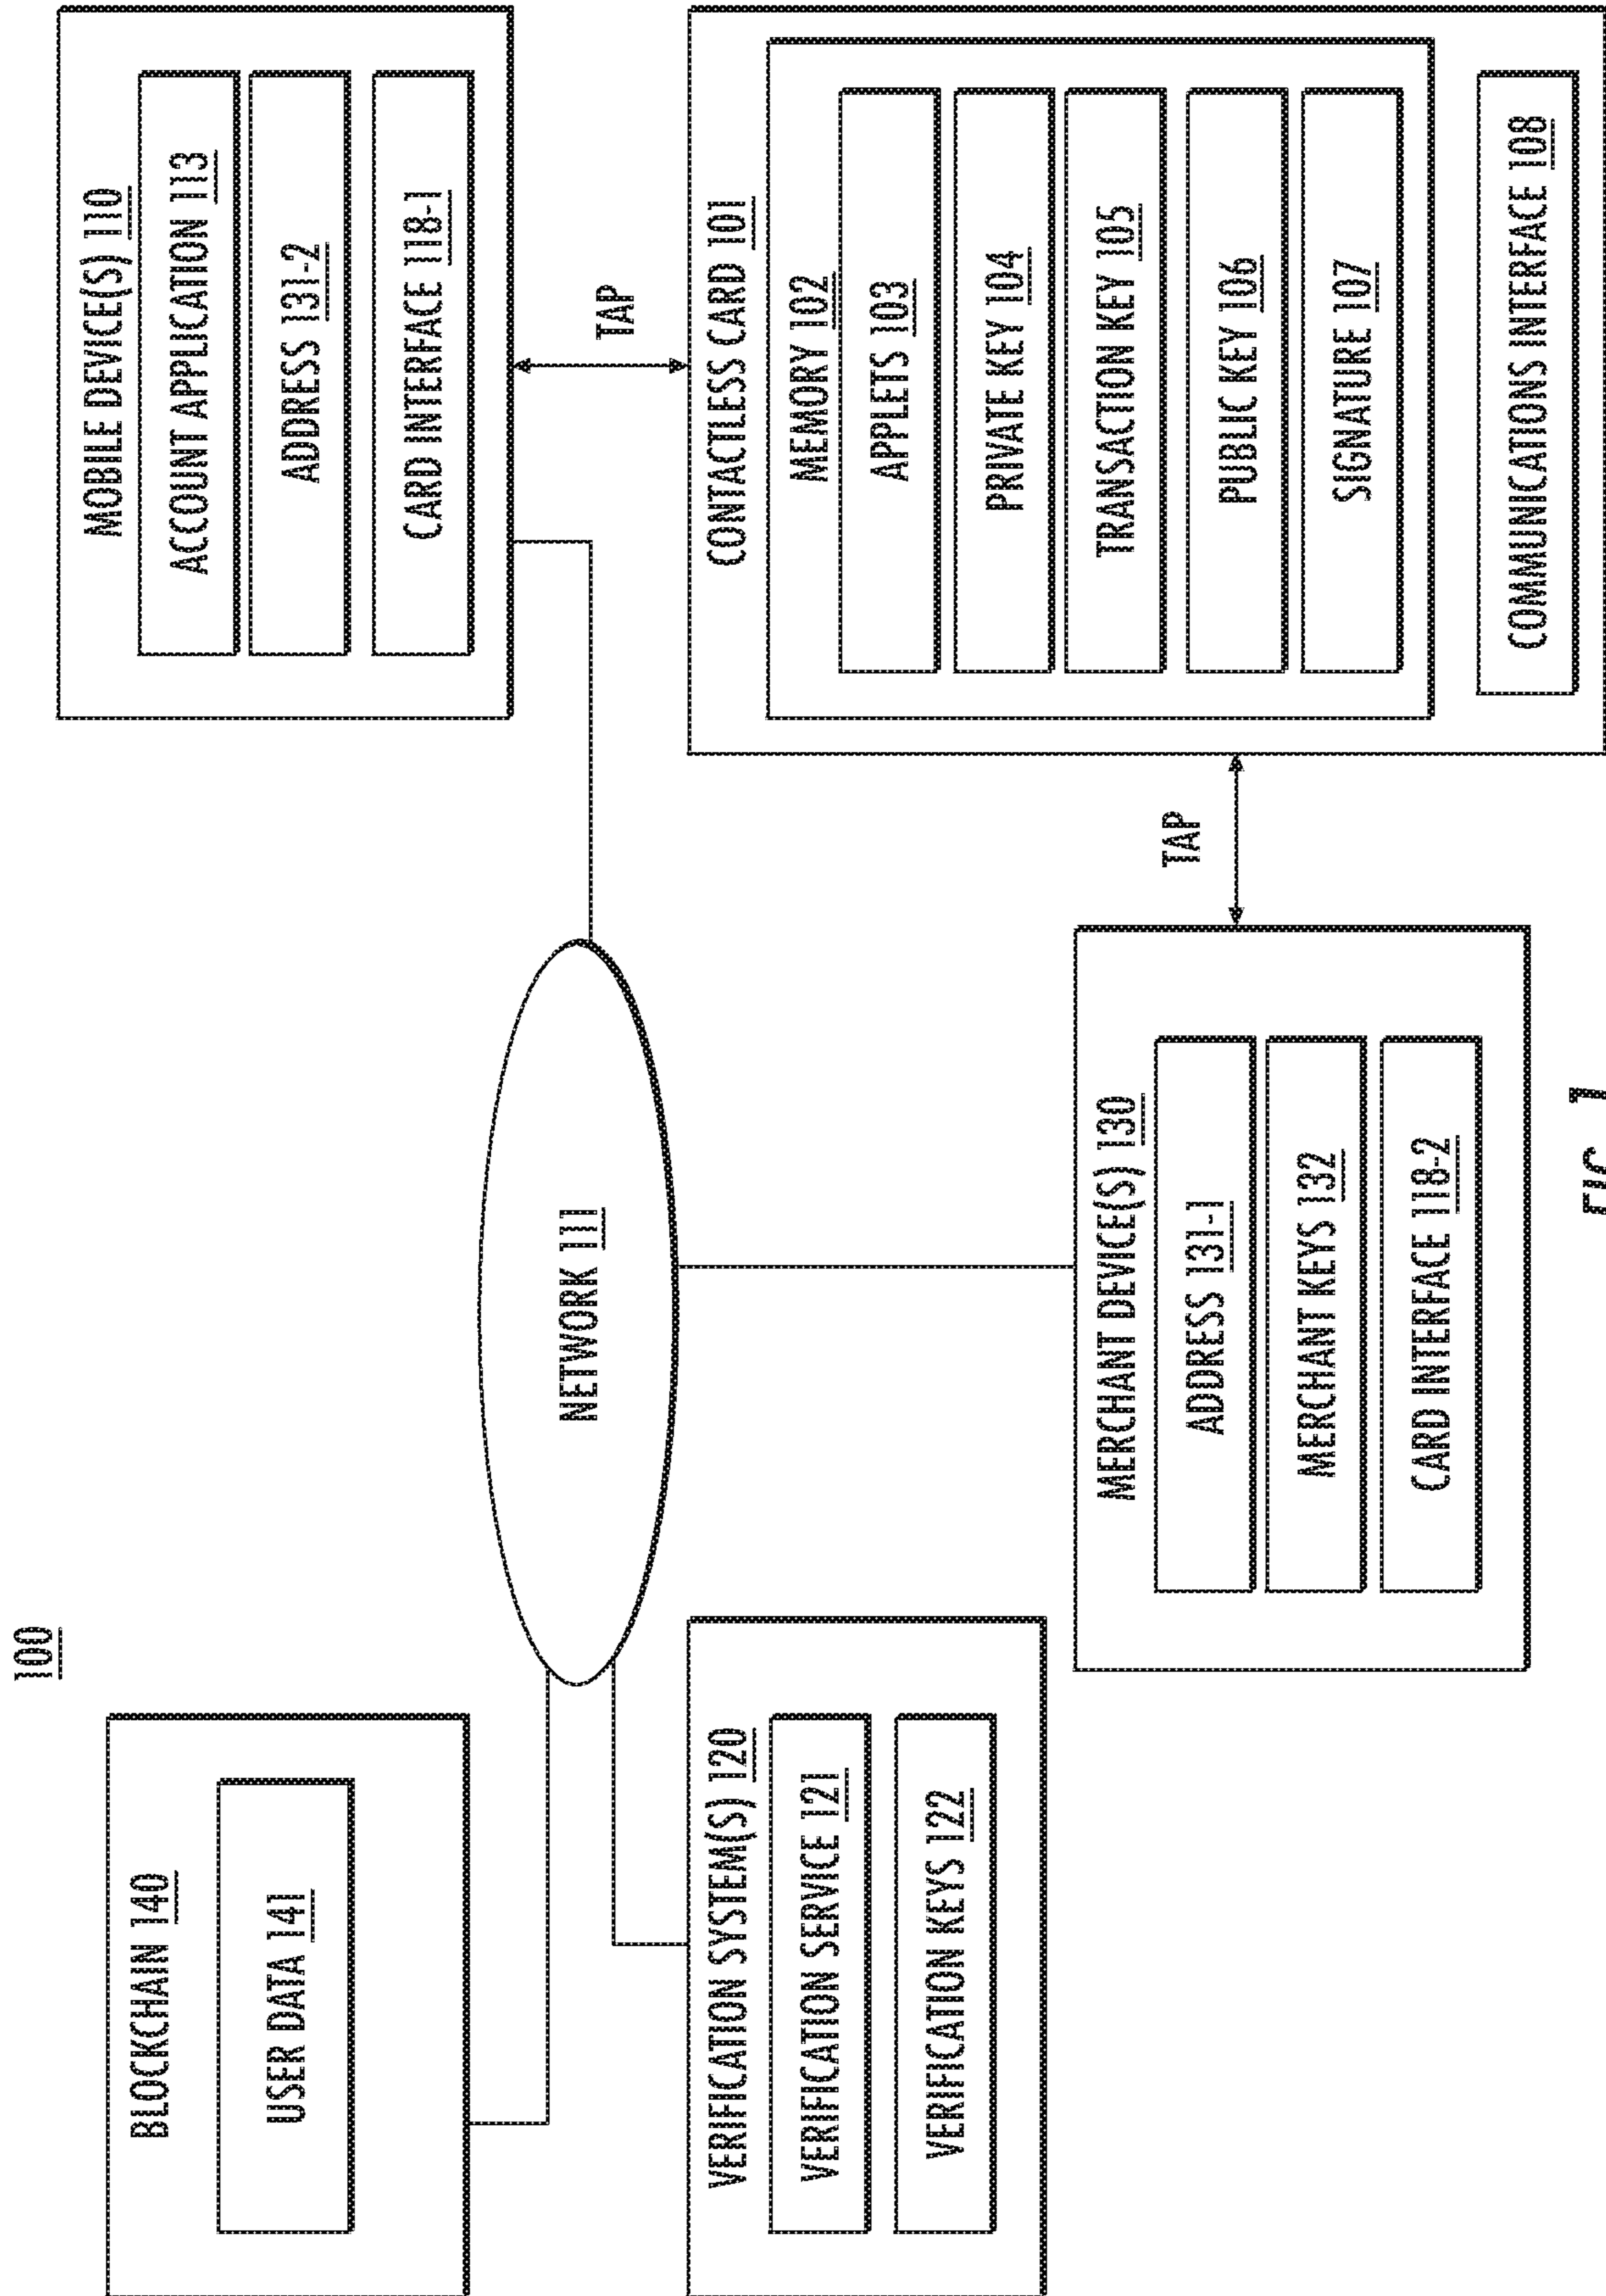 100
BLOCKCHAIN 140
USER DATA 141
VERIFICATION SYSTEM(S) 120
VERIFICATION SERVICE 121
VERIFICATION KEYS 122
NETWORK 111
MERCHANT DEVICE(S) 130
ADDRESS 131-1
MERCHANT KEYS 132
CARD INTERFACE 118-2
MOBILE DEVICE(S) 110
ACCOUNT APPLICATION 113
ADDRESS 131-2
CARD INTERFACE 118-1
TAP
TAP
CONTACTLESS CARD 101
MEMORY 102
APPLETS 103
PRIVATE KEY 104
TRANSACTION KEY 105
PUBLIC KEY 106
SIGNATURE 107
COMMUNICATIONS INTERFACE 108
FIG. 1